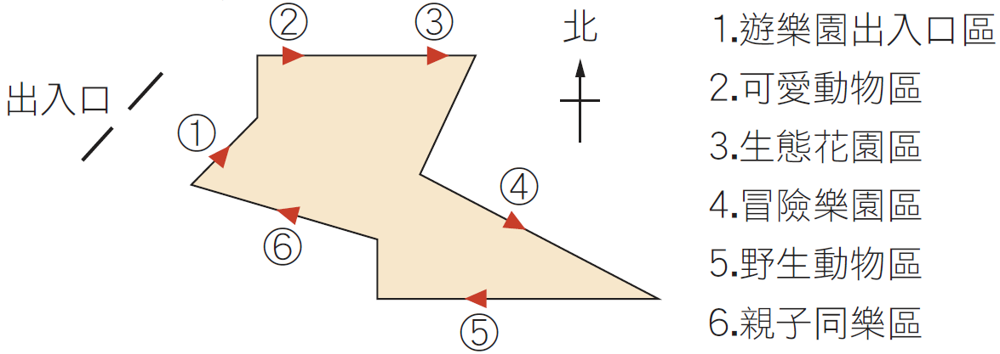 ② ③ 北
出入口
①
④
⑥
⑤
1.遊樂園出入口區
2.可愛動物區
3.生態花園區
4.冒險樂園區
5.野生動物區
6.親子同樂區